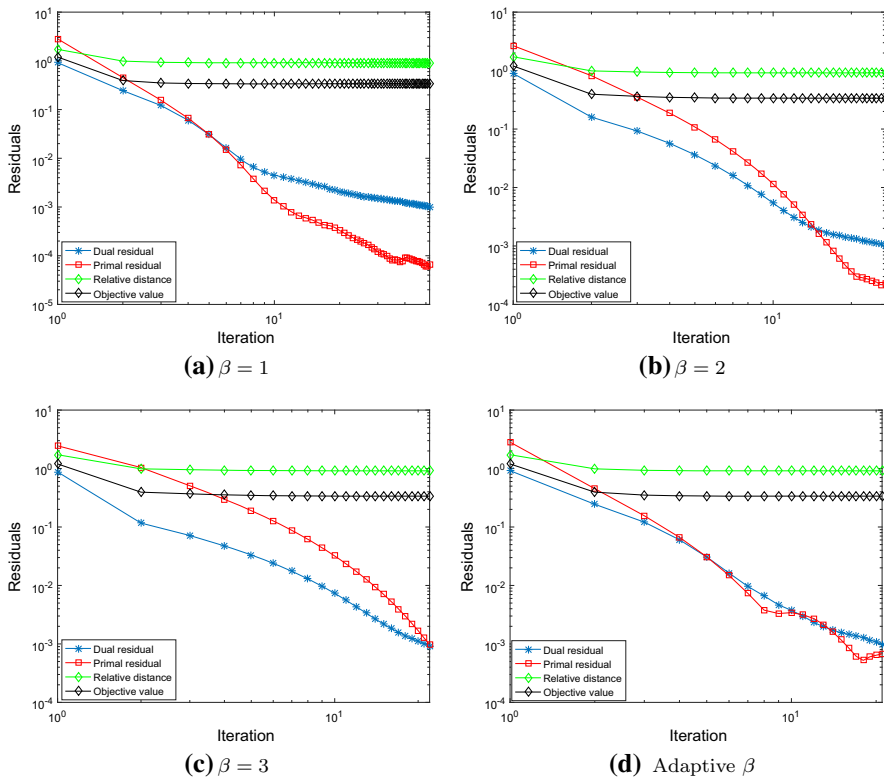 10^1
10^0
10^-1
10^-2
10^-3
10^-4
10^-5
Residuals
Dual residual
Primal residual
Relative distance
Objective value
10^0
10^1
Iteration
(a) β = 1
10^1
10^0
10^-1
10^-2
10^-3
10^-4
Residuals
Dual residual
Primal residual
Relative distance
Objective value
10^0
10^1
Iteration
(b) β = 2
10^1
10^0
10^-1
10^-2
10^-3
10^-4
Residuals
Dual residual
Primal residual
Relative distance
Objective value
10^0
10^1
Iteration
(c) β = 3
10^1
10^0
10^-1
10^-2
10^-3
10^-4
Residuals
Dual residual
Primal residual
Relative distance
Objective value
10^0
10^1
Iteration
(d) Adaptive β